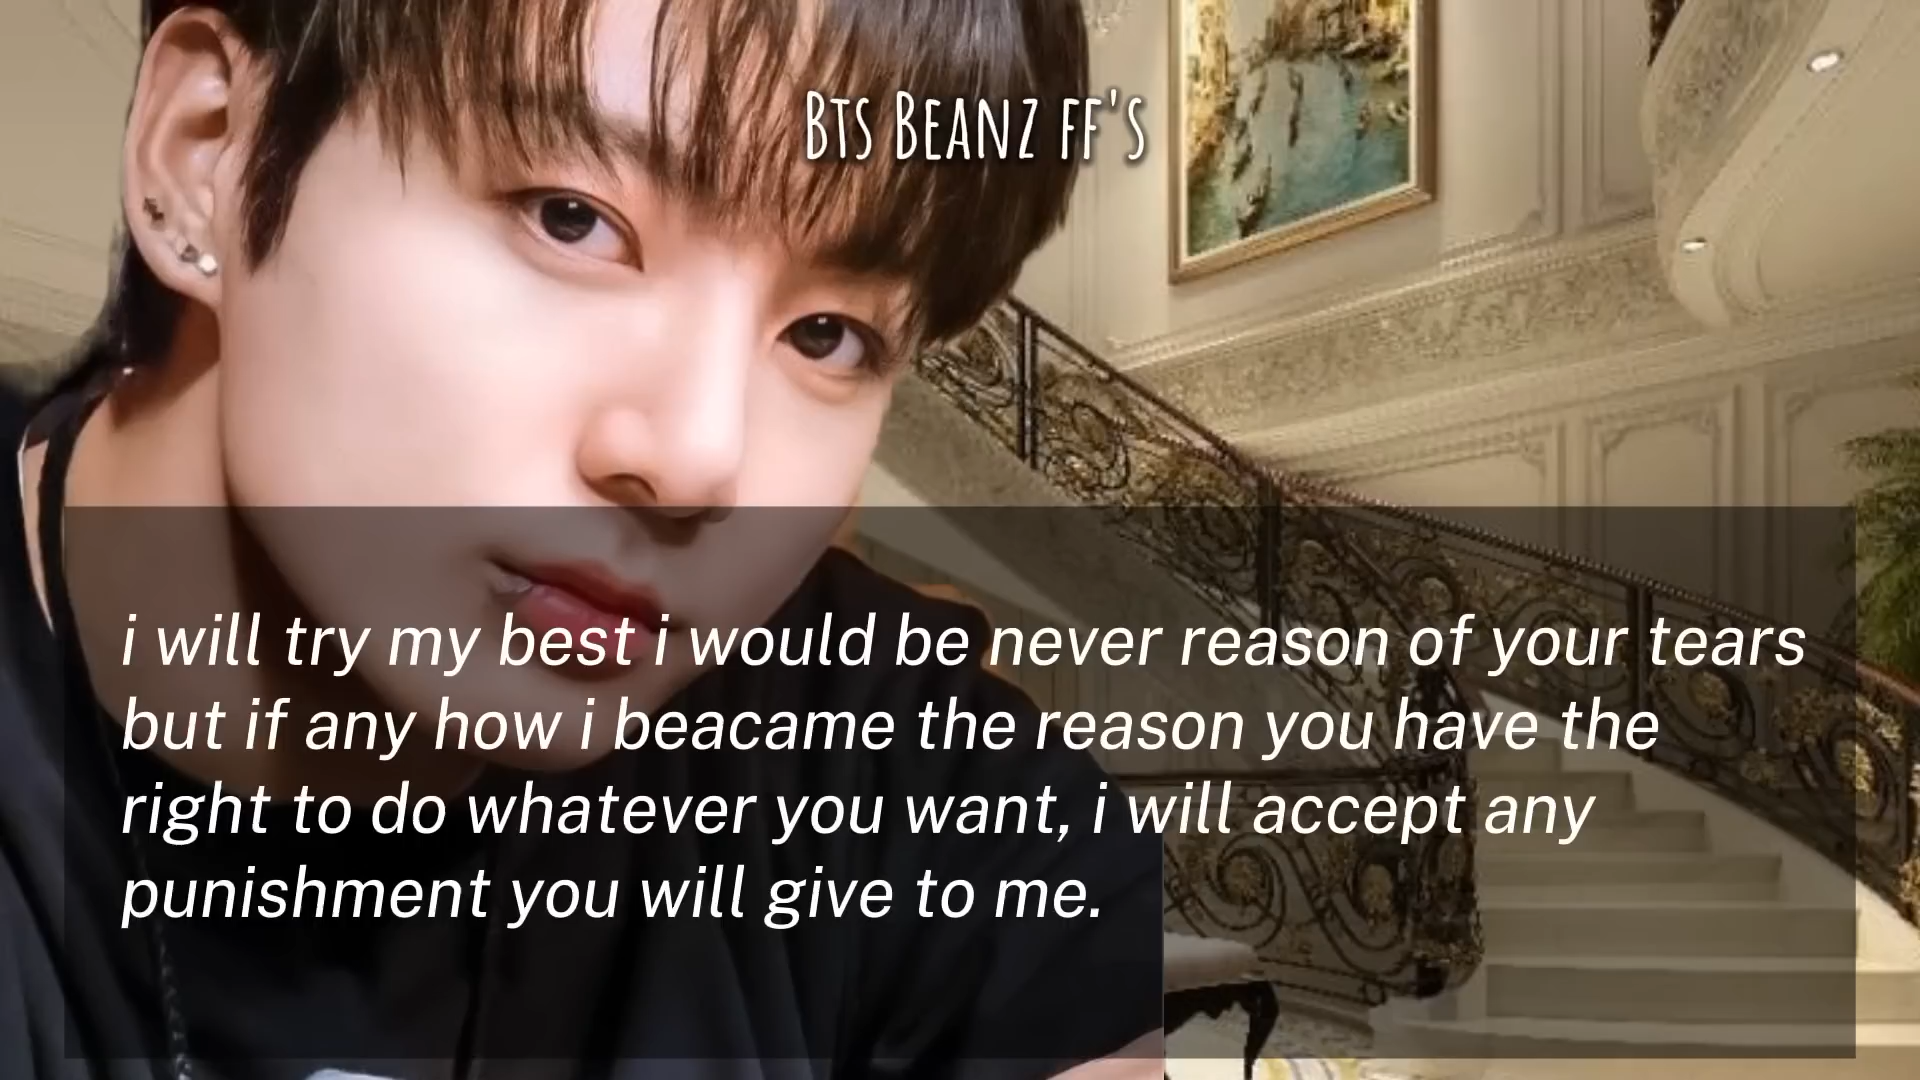 Bts Beanz ff's
i will try my best i would be never reason of your tears
but if any how i beacame the reason you have the
right to do whatever you want, i will accept any
punishment you will give to me.